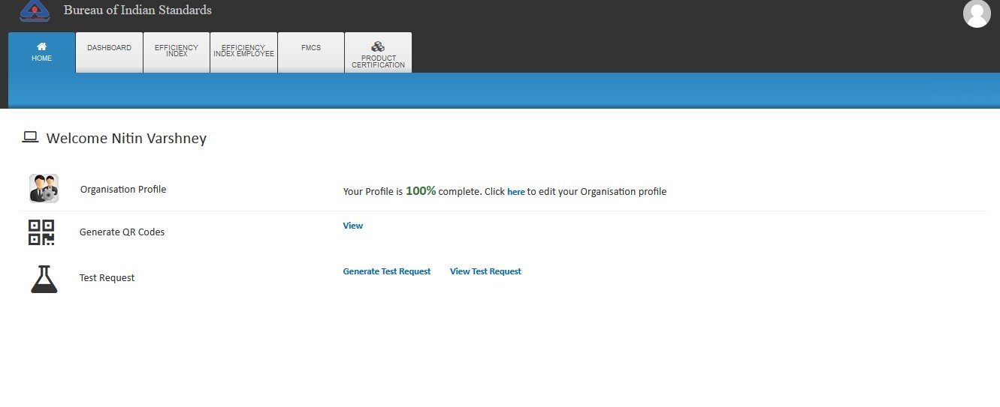 Bureau of Indian Standards
HOME
DASHBOARD
EFFICIENCY
INDEX
EFFICIENCY
INDEX EMPLOYEE
FMCS
PRODUCT
CERTIFICATION
Welcome Nitin Varshney
Organisation Profile
Your Profile is 100% complete. Click here to edit your Organisation profile
Generate QR Codes
View
Test Request
Generate Test Request
View Test Request